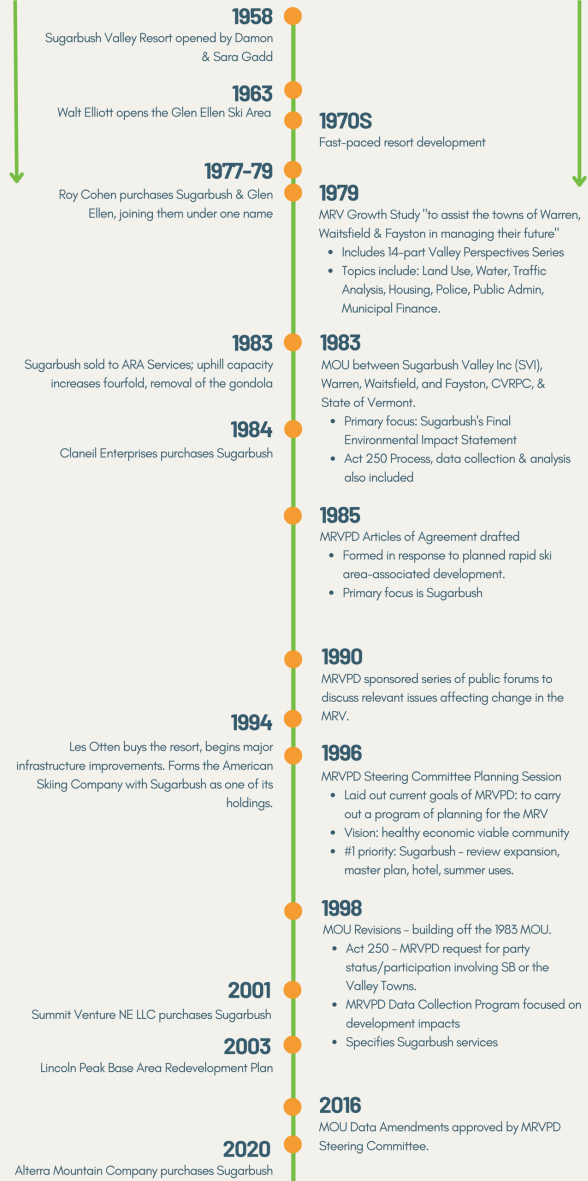 1958
Sugarbush Valley Resort opened by Damon
& Sara Gadd
1963
Walt Elliott opens the Glen Ellen Ski Area
1970S
Fast-paced resort development
1977-79
Roy Cohen purchases Sugarbush & Glen
Ellen, joining them under one name
1979
MRV Growth Study "to assist the towns of Warren,
Waitsfield & Fayston in managing their future"
• Includes 14-part Valley Perspectives Series
• Topics include: Land Use, Water, Traffic
Analysis, Housing, Police, Public Admin,
Municipal Finance.
1983
Sugarbush sold to ARA Services; uphill capacity
increases fourfold, removal of the gondola
1983
MOU between Sugarbush Valley Inc (SVI),
Warren, Waitsfield, and Fayston, CVRPC, &
State of Vermont.
• Primary focus: Sugarbush's Final
Environmental Impact Statement
• Act 250 Process, data collection & analysis
also included
1984
Claneil Enterprises purchases Sugarbush
1985
MRVPD Articles of Agreement drafted
• Formed in response to planned rapid ski
area-associated development.
• Primary focus is Sugarbush
1990
MRVPD sponsored series of public forums to
discuss relevant issues affecting change in the
MRV.
1994
Les Otten buys the resort, begins major
infrastructure improvements. Forms the American
Skiing Company with Sugarbush as one of its
holdings.
1996
MRVPD Steering Committee Planning Session
• Laid out current goals of MRVPD: to carry
out a program of planning for the MRV
• Vision: healthy economic viable community
• #1 priority: Sugarbush - review expansion,
master plan, hotel, summer uses.
1998
MOU Revisions - building off the 1983 MOU.
• Act 250 - MRVPD request for party
status/participation involving SB or the
Valley Towns.
• MRVPD Data Collection Program focused on
development impacts
• Specifies Sugarbush services
2001
Summit Venture NE LLC purchases Sugarbush
2003
Lincoln Peak Base Area Redevelopment Plan
2016
MOU Data Amendments approved by MRVPD
Steering Committee.
2020
Alterra Mountain Company purchases Sugarbush